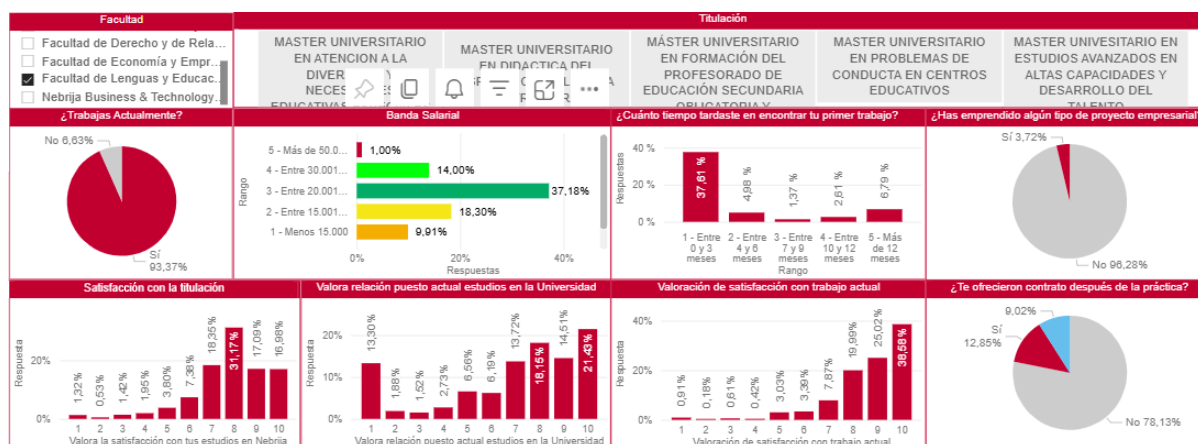 Facultad
Facultad de Derecho y de Rela...
Facultad de Economía y Empr...
Facultad de Lenguas y Educac...
Nebrija Business & Technology...
Titulación
MASTER UNIVERSITARIO
EN ATENCION A LA
MASTER UNIVERSITARIO
EN DIDACTICA DEL
MÁSTER UNIVERSITARIO
EN FORMACIÓN DEL
PROFESORADO DE
EDUCACIÓN SECUNDARIA
OBLIGATORIA Y
MASTER UNIVERSITARIO
EN PROBLEMAS DE
CONDUCTA EN CENTROS
EDUCATIVOS
MASTER UNIVESITARIO EN
ESTUDIOS AVANZADOS EN
ALTAS CAPACIDADES Y
DESARROLLO DEL
TALENTO
¿Trabajas Actualmente?
No 6,63%
Sí
93,37%
Banda Salarial
Rango
5 - Más de 50.0...
1,00%
4 - Entre 30.001...
14,00%
3 - Entre 20.001...
37,18%
2 - Entre 15.001...
18,30%
1 - Menos 15.000
9,91%
0%
20%
40%
Respuestas
¿Cuánto tiempo tardaste en encontrar tu primer trabajo?
Respuestas
40 %
20 %
0 %
37,61 %
4,98 %
1,37 %
2,61 %
6,79 %
1 - Entre
0 y 3
meses
2 - Entre
4 y 6
meses
3 - Entre
7 y 9
meses
4 - Entre
10 y 12
meses
5 - Más
de 12
meses
Rango
¿Has emprendido algún tipo de proyecto empresarial?
Sí 3,72%
No 96,28%
Satisfacción con la titulación
Respuesta
20%
0%
1,32%
0,53%
1,42%
1,95%
3,80%
7,38%
18,35%
31,17%
17,09%
16,98%
1 2 3 4 5 6 7 8 9 10
Valora la satisfacción con tus estudios en Nebrija
Valora relación puesto actual estudios en la Universidad
Respuesta
20%
10%
0%
13,30%
1,88%
1,52%
2,73%
6,56%
6,19%
13,72%
18,15%
14,51%
21,43%
1 2 3 4 5 6 7 8 9 10
Valora relación puesto actual estudios en la Universidad
Valoración de satisfacción con trabajo actual
Respuesta
40%
20%
0%
0,91%
0,18%
0,61%
0,42%
3,03%
3,39%
7,87%
19,99%
25,02%
38,58%
1 2 3 4 5 6 7 8 9 10
Valoración de satisfacción con trabajo actual
¿Te ofrecieron contrato después de la práctica?
9,02%
Sí
12,85%
No 78,13%